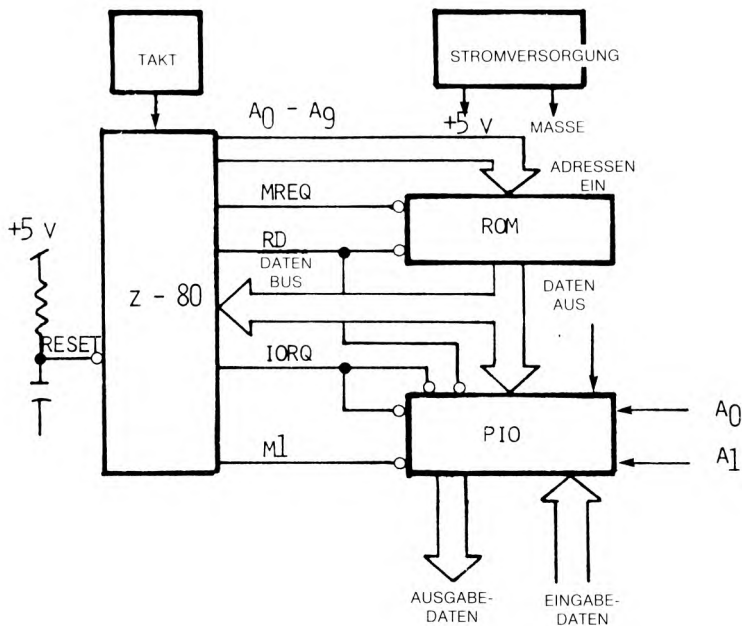 TAKT
STROMVERSORGUNG
A0 - A9
+5 V
MASSE
ADRESSEN
EIN
MREQ
ROM
+5 V
RD
DATEN
BUS
Z - 80
DATEN
AUS
RESET
IORQ
PIO
A0
M1
A1
AUSGABE-
DATEN
EINGABE-
DATEN